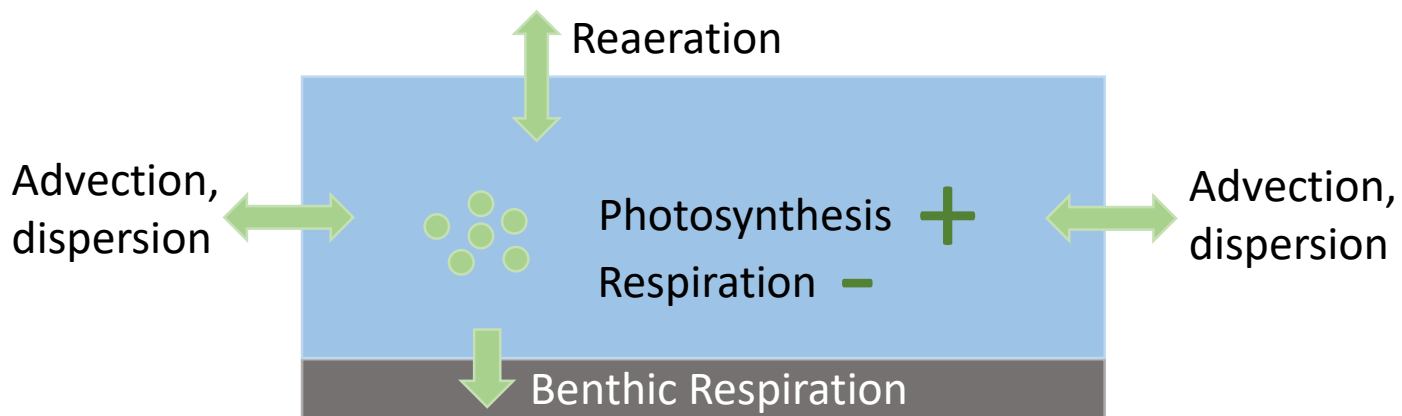 Reaeration
Advection,
dispersion
Photosynthesis +
Respiration -
Advection,
dispersion
Benthic Respiration